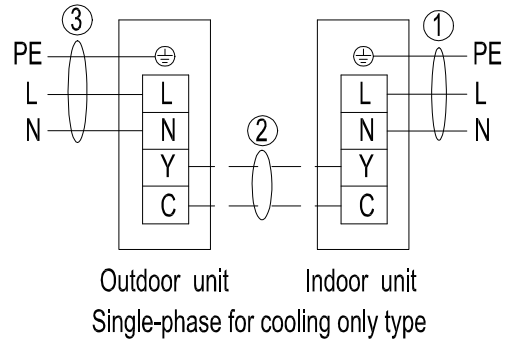 ③ ①
PE PE
L L L L
N N N N
②
Y Y
C C
Outdoor unit Indoor unit
Single-phase for cooling only type